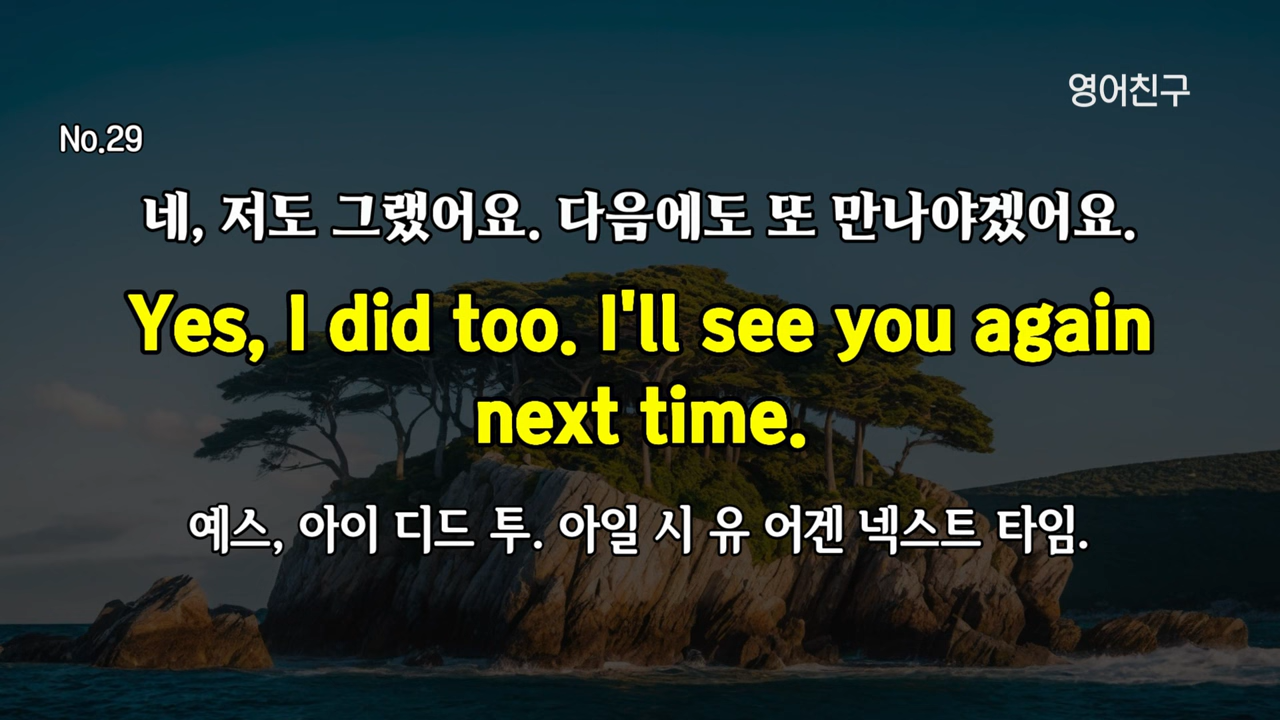 영어친구
No.29
네, 저도 그랬어요. 다음에도 또 만나야겠어요.
Yes, I did too. I'll see you again
next time.
예스, 아이 디드 투. 아일 시 유 어겐 넥스트 타임.